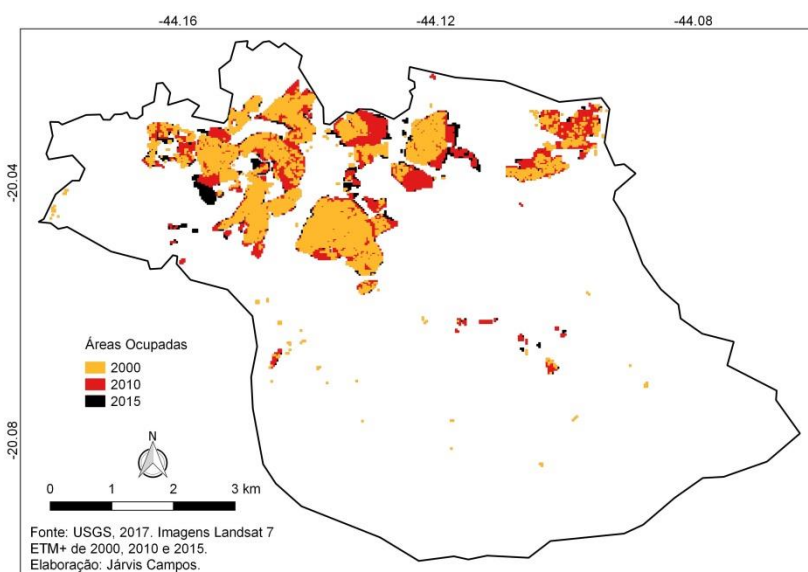 -44.16
-44.12
-44.08
-20.04
-20.08
Áreas Ocupadas
2000
2010
2015
N
0 1 2 3 km
Fonte: USGS, 2017. Imagens Landsat 7
ETM+ de 2000, 2010 e 2015.
Elaboração: Járvis Campos.